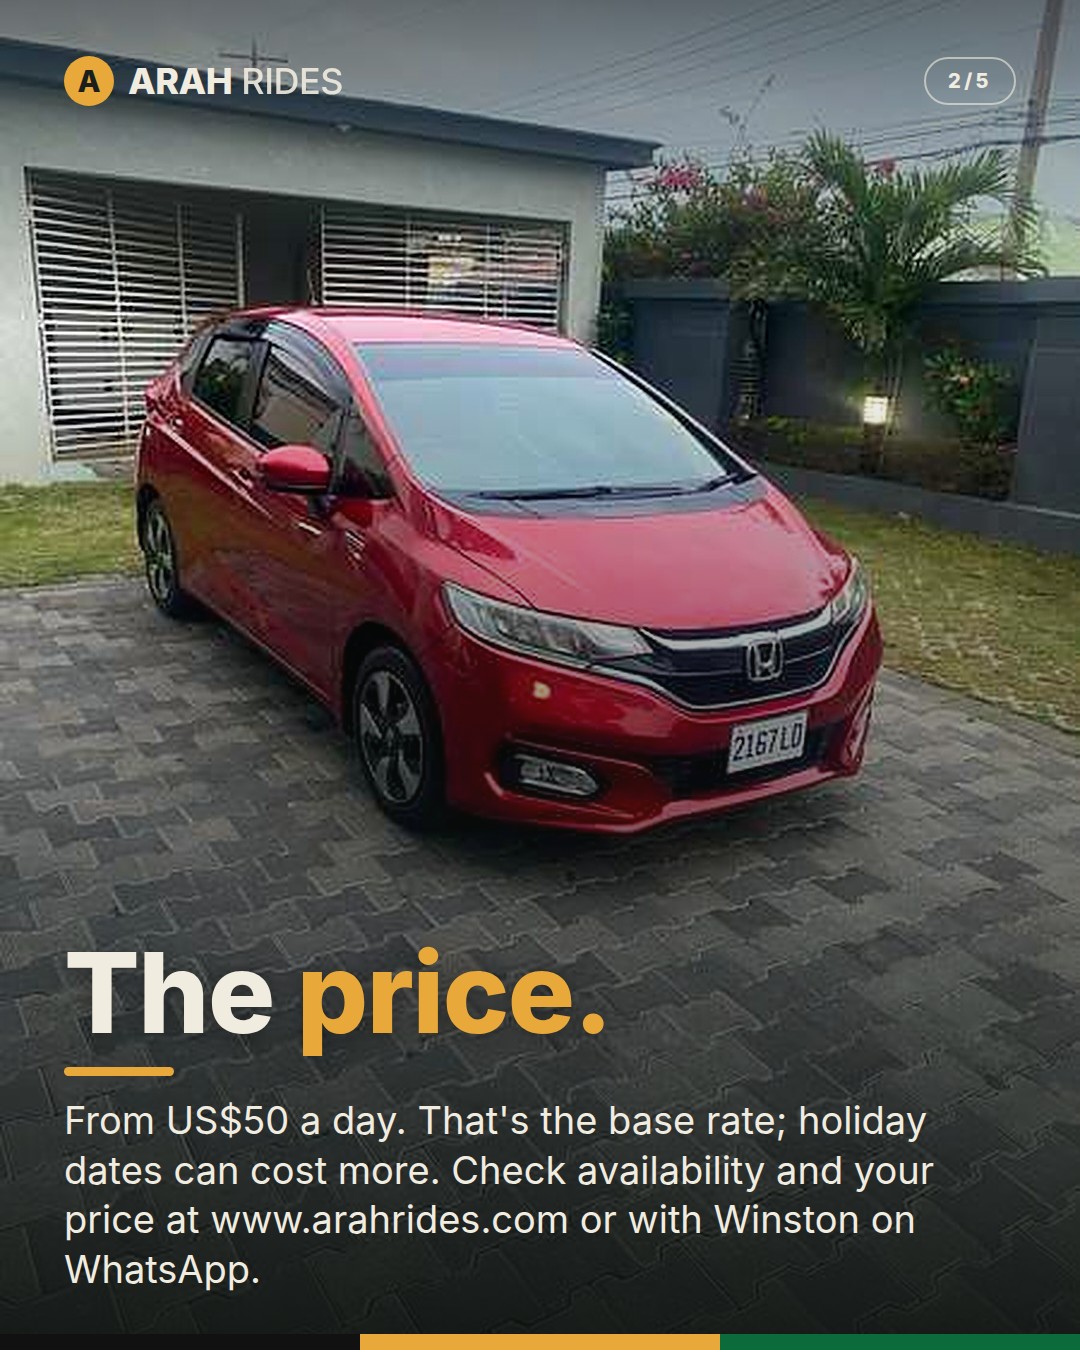 A ARAH RIDES
2/5
2167 LD
The price.
From US$50 a day. That's the base rate; holiday
dates can cost more. Check availability and your
price at www.arahrides.com or with Winston on
WhatsApp.